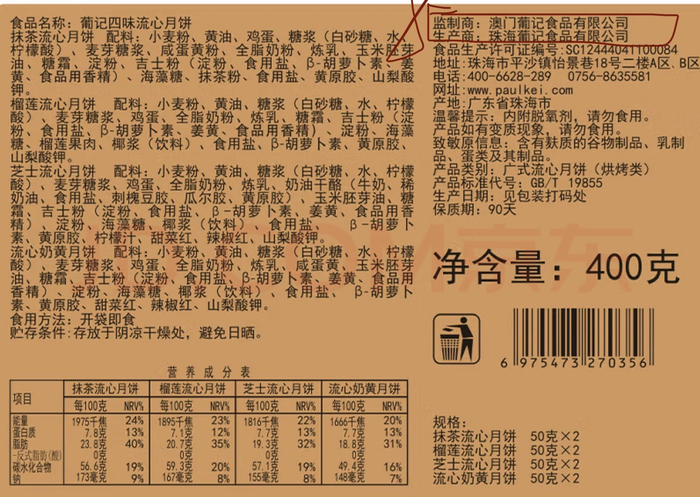 食品名称：葡记四味流心月饼
抹茶流心月饼 配料：小麦粉、黄油、鸡蛋、糖浆（白砂糖、水、
柠檬酸）、麦芽糖浆、咸蛋黄粉、全脂奶粉、炼乳、玉米胚芽
油、糖霜、淀粉、吉士粉（淀粉、食用盐、β-胡萝卜素、姜
黄、食品用香精）、海藻糖、抹茶粉、食用盐、黄原胶、山梨酸
钾。
榴莲流心月饼 配料：小麦粉、黄油、糖浆（白砂糖、水、柠檬
酸）、麦芽糖浆、鸡蛋、全脂奶粉、炼乳、糖霜、吉士粉（淀
粉、食用盐、β-胡萝卜素、姜黄、食品用香精）、淀粉、海藻
糖、榴莲果肉、椰浆（饮料）、食用盐、β-胡萝卜素、黄原胶、
山梨酸钾。
芝士流心月饼 配料：小麦粉、黄油、糖浆（白砂糖、水、柠檬
酸）、麦芽糖浆、鸡蛋、全脂奶粉、炼乳、奶油干酪（牛奶、稀
奶油、食用盐、刺槐豆胶、瓜尔胶、黄原胶）、玉米胚芽油、糖
霜、吉士粉（淀粉、食用盐、β-胡萝卜素、姜黄、食品用香
精）、淀粉、海藻糖、椰浆（饮料）、食用盐、β-胡萝卜
素、黄原胶、柠檬汁、甜菜红、辣椒红、山梨酸钾。
流心奶黄月饼 配料：小麦粉、黄油、糖浆（白砂糖、水、柠檬
酸）、麦芽糖浆、鸡蛋、全脂奶粉、炼乳、咸蛋黄、玉米胚芽
油、糖霜、吉士粉（淀粉、食用盐、β-胡萝卜素、姜黄、食品用
香精）、淀粉、海藻糖、椰浆（饮料）、食用盐、β-胡萝卜
素、黄原胶、甜菜红、辣椒红、山梨酸钾。
食用方法：开袋即食
贮存条件：存放于阴凉干燥处，避免日晒。
营养成分表
项目 抹茶流心月饼 榴莲流心月饼 芝士流心月饼 流心奶黄月饼
每100克 NRV% 每100克 NRV% 每100克 NRV% 每100克 NRV%
能量 1975千焦 24% 1895千焦 23% 1816千焦 22% 1666千焦 20%
蛋白质 7.8克 13% 7.1克 12% 7.7克 13% 7.7克 13%
脂肪 23.8克 40% 20.7克 35% 19.3克 32% 18.8克 31%
-反式脂肪(酸) 0克 0克 0克 0克
碳水化合物 56.6克 19% 59.3克 20% 57.1克 19% 49.4克 16%
钠 173毫克 9% 167毫克 8% 155毫克 8% 148毫克 7%
监制商：澳门葡记食品有限公司
生产商：珠海葡记食品有限公司
食品生产许可证编号：SC12444041100084
地址：珠海市平沙镇怡景巷18号二楼A区、B区
电话:400-6628-289 0756-8635581
网址:www.paulkei.com
产地：广东省珠海市
温馨提示：内附脱氧剂，请勿食用。
产品如有变质现象，请勿食用。
致敏原信息：含有麸质的谷物制品、乳制
品、蛋类及其制品。
产品类别：广式流心月饼（烘烤类）
产品标准代号：GB/T 19855
生产日期：见包装打码处
保质期：90天
净含量：400克
6 975473 270356
规格：
抹茶流心月饼 50克×2
榴莲流心月饼 50克×2
芝士流心月饼 50克×2
流心奶黄月饼 50克×2